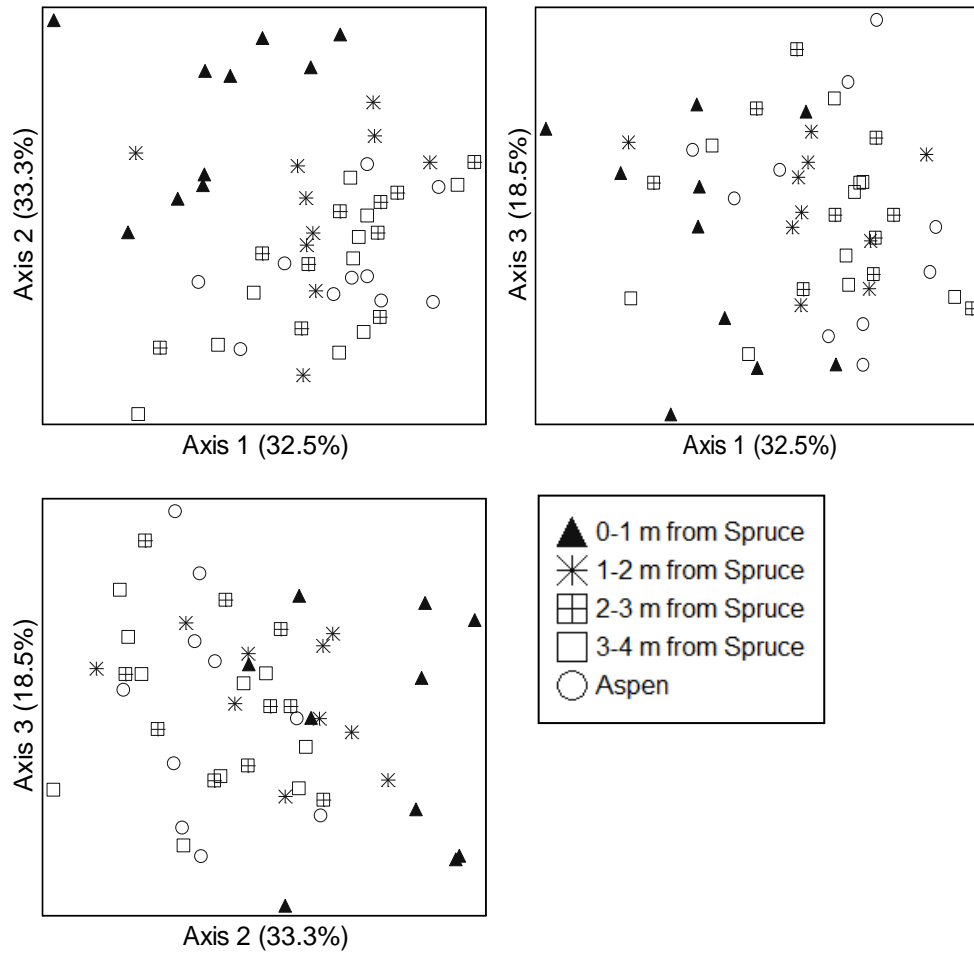 Axis 2 (33.3%)
Axis 1 (32.5%)
Axis 3 (18.5%)
Axis 1 (32.5%)
Axis 3 (18.5%)
Axis 2 (33.3%)
0-1 m from Spruce
1-2 m from Spruce
2-3 m from Spruce
3-4 m from Spruce
Aspen